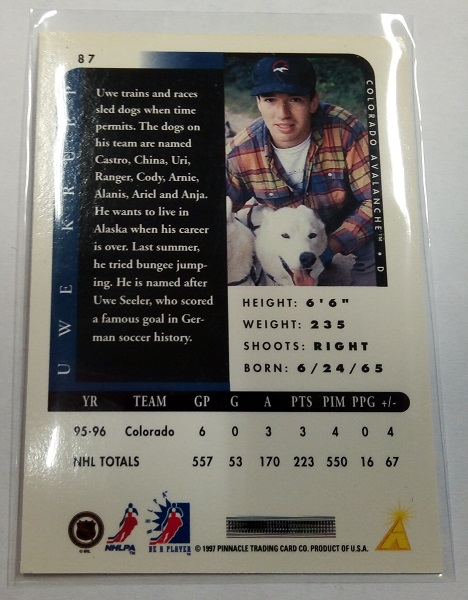 87
UWE KRUPP
Uwe trains and races
sled dogs when time
permits. The dogs on
his team are named
Castro, China, Uri,
Ranger, Cody, Arnie,
Alanis, Ariel and Anja.
He wants to live in
Alaska when his career
is over. Last summer,
he tried bungee jump-
ing. He is named after
Uwe Seeler, who scored
a famous goal in Ger-
man soccer history.
COLORADO AVALANCHE™ • D
HEIGHT: 6'6"
WEIGHT: 235
SHOOTS: RIGHT
BORN: 6/24/65
YR TEAM GP G A PTS PIM PPG +/-
95-96 Colorado 6 0 3 3 4 0 4
NHL TOTALS 557 53 170 223 550 16 67
NHLPA™
BE A PLAYER™
© 1997 PINNACLE TRADING CARD CO. PRODUCT OF U.S.A.